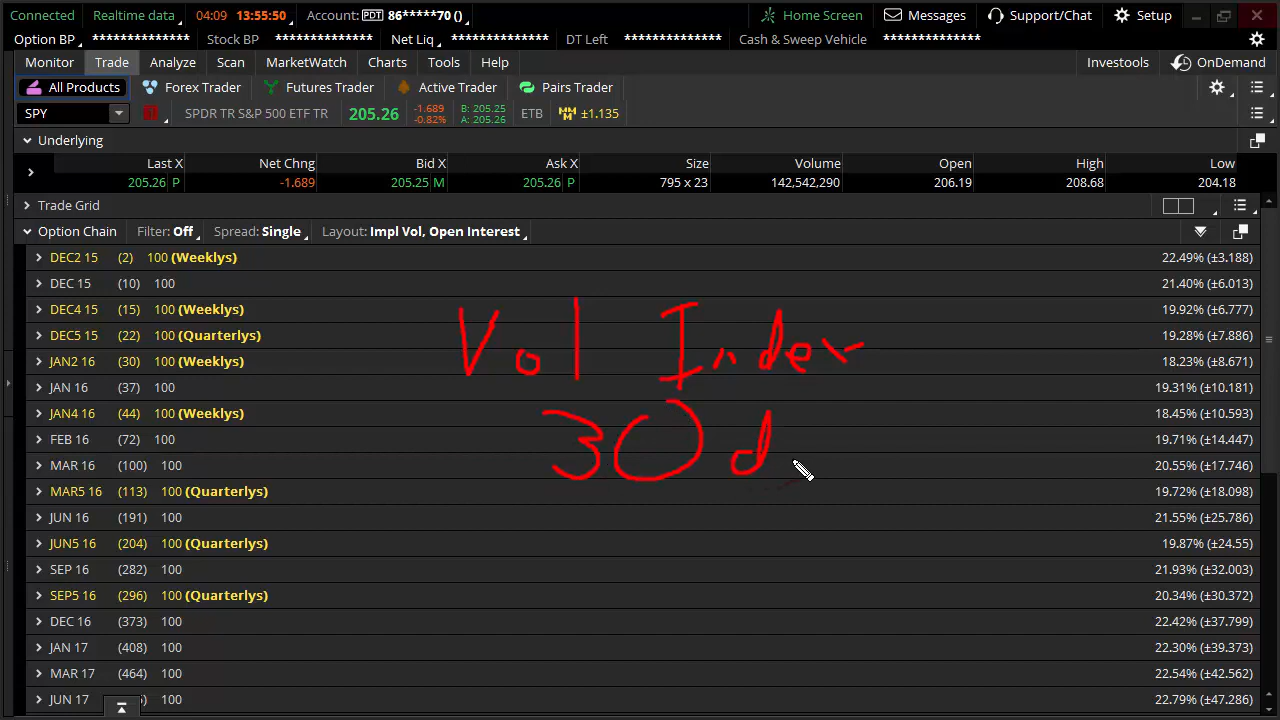 Connected Realtime data 04:09 13:55:50 Account: PDT 86*****70 () Home Screen Messages Support/Chat Setup
Option BP ************** Stock BP ************** Net Liq ************** DT Left ************** Cash & Sweep Vehicle **************
Monitor Trade Analyze Scan MarketWatch Charts Tools Help Investools OnDemand
All Products Forex Trader Futures Trader Active Trader Pairs Trader
SPY SPDR TR S&P 500 ETF TR 205.26 -1.689 -0.82% B: 205.25 A: 205.26 ETB MMM ±1.135
Underlying
Last X Net Chng Bid X Ask X Size Volume Open High Low
205.26 P -1.689 205.25 M 205.26 P 795 x 23 142,542,290 206.19 208.68 204.18
Trade Grid
Option Chain Filter: Off Spread: Single Layout: Impl Vol, Open Interest
DEC2 15 (2) 100 (Weeklys) 22.49% (±3.188)
DEC 15 (10) 100 21.40% (±6.013)
DEC4 15 (15) 100 (Weeklys) 19.92% (±6.777)
DEC5 15 (22) 100 (Quarterlys) 19.28% (±7.886)
Vol Index
JAN2 16 (30) 100 (Weeklys) 18.23% (±8.671)
JAN 16 (37) 100 19.31% (±10.181)
JAN4 16 (44) 100 (Weeklys) 18.45% (±10.593)
30 d
FEB 16 (72) 100 19.71% (±14.447)
MAR 16 (100) 100 20.55% (±17.746)
MAR5 16 (113) 100 (Quarterlys) 19.72% (±18.098)
JUN 16 (191) 100 21.55% (±25.786)
JUN5 16 (204) 100 (Quarterlys) 19.87% (±24.55)
SEP 16 (282) 100 21.93% (±32.003)
SEP5 16 (296) 100 (Quarterlys) 20.34% (±30.372)
DEC 16 (373) 100 22.42% (±37.799)
JAN 17 (408) 100 22.30% (±39.373)
MAR 17 (464) 100 22.54% (±42.562)
JUN 17 100 22.79% (±47.286)